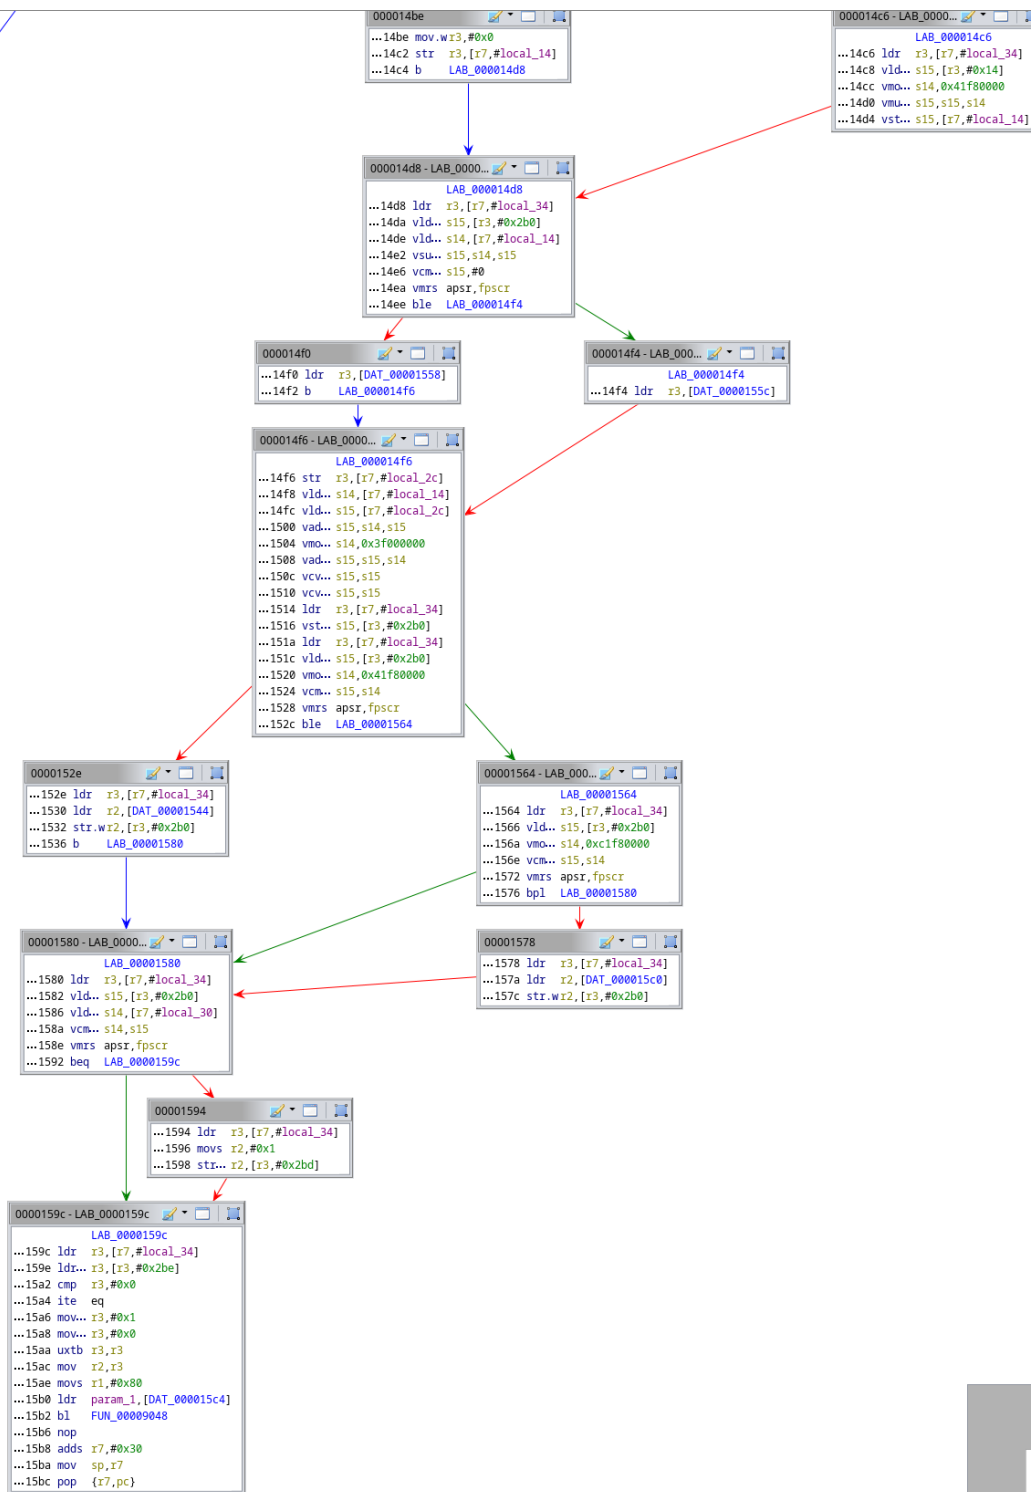 000014be
...14be mov.w r3,#0x0
...14c2 str r3,[r7,#local_14]
...14c4 b LAB_000014d8
000014c6 - LAB_0000...
LAB_000014c6
...14c6 ldr r3,[r7,#local_34]
...14c8 vld... s15,[r3,#0x14]
...14cc vmo... s14,0x41f80000
...14d0 vmu... s15,s15,s14
...14d4 vst... s15,[r7,#local_14]
000014d8 - LAB_0000...
LAB_000014d8
...14d8 ldr r3,[r7,#local_34]
...14da vld... s15,[r3,#0x2b0]
...14de vld... s14,[r7,#local_14]
...14e2 vsu... s15,s14,s15
...14e6 vcm... s15,#0
...14ea vmrs apsr,fpscr
...14ee ble LAB_000014f4
000014f0
...14f0 ldr r3,[DAT_00001558]
...14f2 b LAB_000014f6
000014f4 - LAB_000...
LAB_000014f4
...14f4 ldr r3,[DAT_0000155c]
000014f6 - LAB_0000...
LAB_000014f6
...14f6 str r3,[r7,#local_2c]
...14f8 vld... s14,[r7,#local_14]
...14fc vld... s15,[r7,#local_2c]
...1500 vad... s15,s14,s15
...1504 vmo... s14,0x3f000000
...1508 vad... s15,s15,s14
...150c vcv... s15,s15
...1510 vcv... s15,s15
...1514 ldr r3,[r7,#local_34]
...1516 vst... s15,[r3,#0x2b0]
...151a ldr r3,[r7,#local_34]
...151c vld... s15,[r3,#0x2b0]
...1520 vmo... s14,0x41f80000
...1524 vcm... s15,s14
...1528 vmrs apsr,fpscr
...152c ble LAB_00001564
0000152e
...152e ldr r3,[r7,#local_34]
...1530 ldr r2,[DAT_00001544]
...1532 str.w r2,[r3,#0x2b0]
...1536 b LAB_00001580
00001564 - LAB_000...
LAB_00001564
...1564 ldr r3,[r7,#local_34]
...1566 vld... s15,[r3,#0x2b0]
...156a vmo... s14,0xc1f80000
...156e vcm... s15,s14
...1572 vmrs apsr,fpscr
...1576 bpl LAB_00001580
00001580 - LAB_0000...
LAB_00001580
...1580 ldr r3,[r7,#local_34]
...1582 vld... s15,[r3,#0x2b0]
...1586 vld... s14,[r7,#local_30]
...158a vcm... s14,s15
...158e vmrs apsr,fpscr
...1592 beq LAB_0000159c
00001578
...1578 ldr r3,[r7,#local_34]
...157a ldr r2,[DAT_000015c0]
...157c str.w r2,[r3,#0x2b0]
00001594
...1594 ldr r3,[r7,#local_34]
...1596 movs r2,#0x1
...1598 str... r2,[r3,#0x2bd]
0000159c - LAB_0000159c
LAB_0000159c
...159c ldr r3,[r7,#local_34]
...159e ldr... r3,[r3,#0x2be]
...15a2 cmp r3,#0x0
...15a4 ite eq
...15a6 mov... r3,#0x1
...15a8 mov... r3,#0x0
...15aa uxtb r3,r3
...15ac mov r2,r3
...15ae movs r1,#0x80
...15b0 ldr param_1,[DAT_000015c4]
...15b2 bl FUN_00009048
...15b6 nop
...15b8 adds r7,#0x30
...15ba mov sp,r7
...15bc pop {r7,pc}